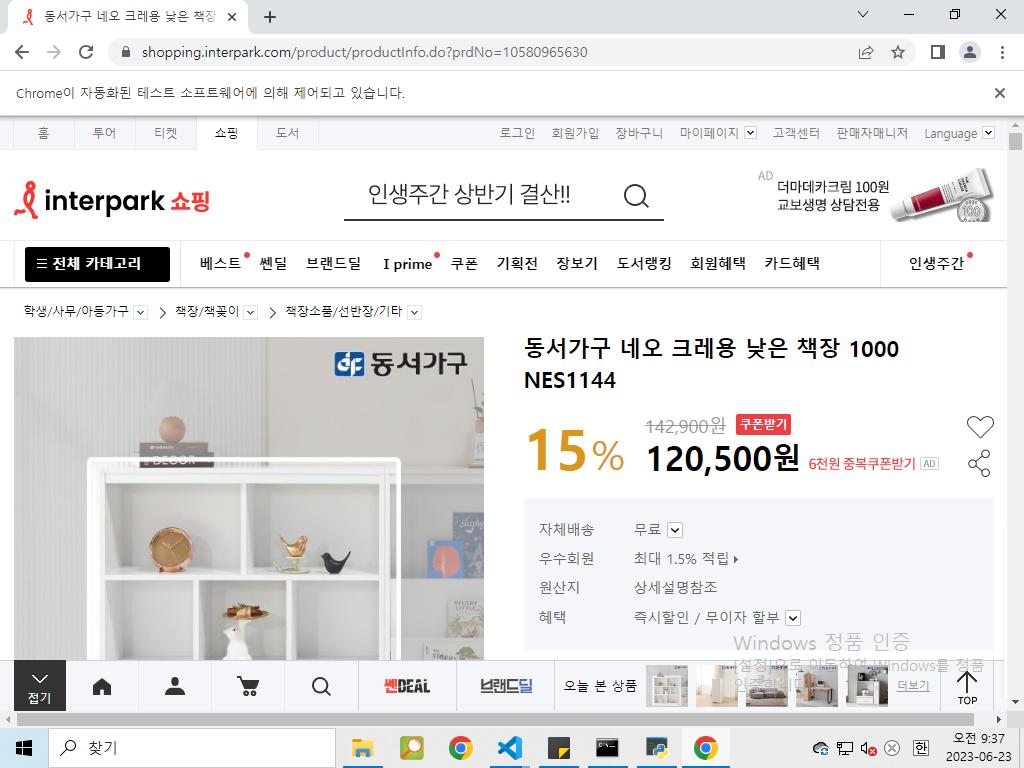 동서가구 네오 크레용 낮은 책장
shopping.interpark.com/product/productInfo.do?prdNo=10580965630
Chrome이 자동화된 테스트 소프트웨어에 의해 제어되고 있습니다.
홈 투어 티켓 쇼핑 도서 로그인 회원가입 장바구니 마이페이지 고객센터 판매자매니저 Language
interpark 쇼핑
인생주간 상반기 결산!!
AD 더마데카크림 100원
교보생명 상담전용
100
전체 카테고리 베스트 쎈딜 브랜드딜 I prime 쿠폰 기획전 장보기 도서랭킹 회원혜택 카드혜택 인생주간
학생/사무/아동가구 책장/책꽂이 책장소품/선반장/기타
동서가구
DECOR
동서가구 네오 크레용 낮은 책장 1000
NES1144
15%
142,900원 쿠폰받기
120,500원 6천원 중복쿠폰받기 AD
자체배송 무료
우수회원 최대 1.5% 적립
원산지 상세설명참조
혜택 즉시할인 / 무이자 할부
Windows 정품 인증
[설정]으로 이동하여 Windows를 정품
인증합니다.
접기 쎈DEAL 브랜드딜 오늘 본 상품 더보기 TOP
찾기
한
오전 9:37
2023-06-23